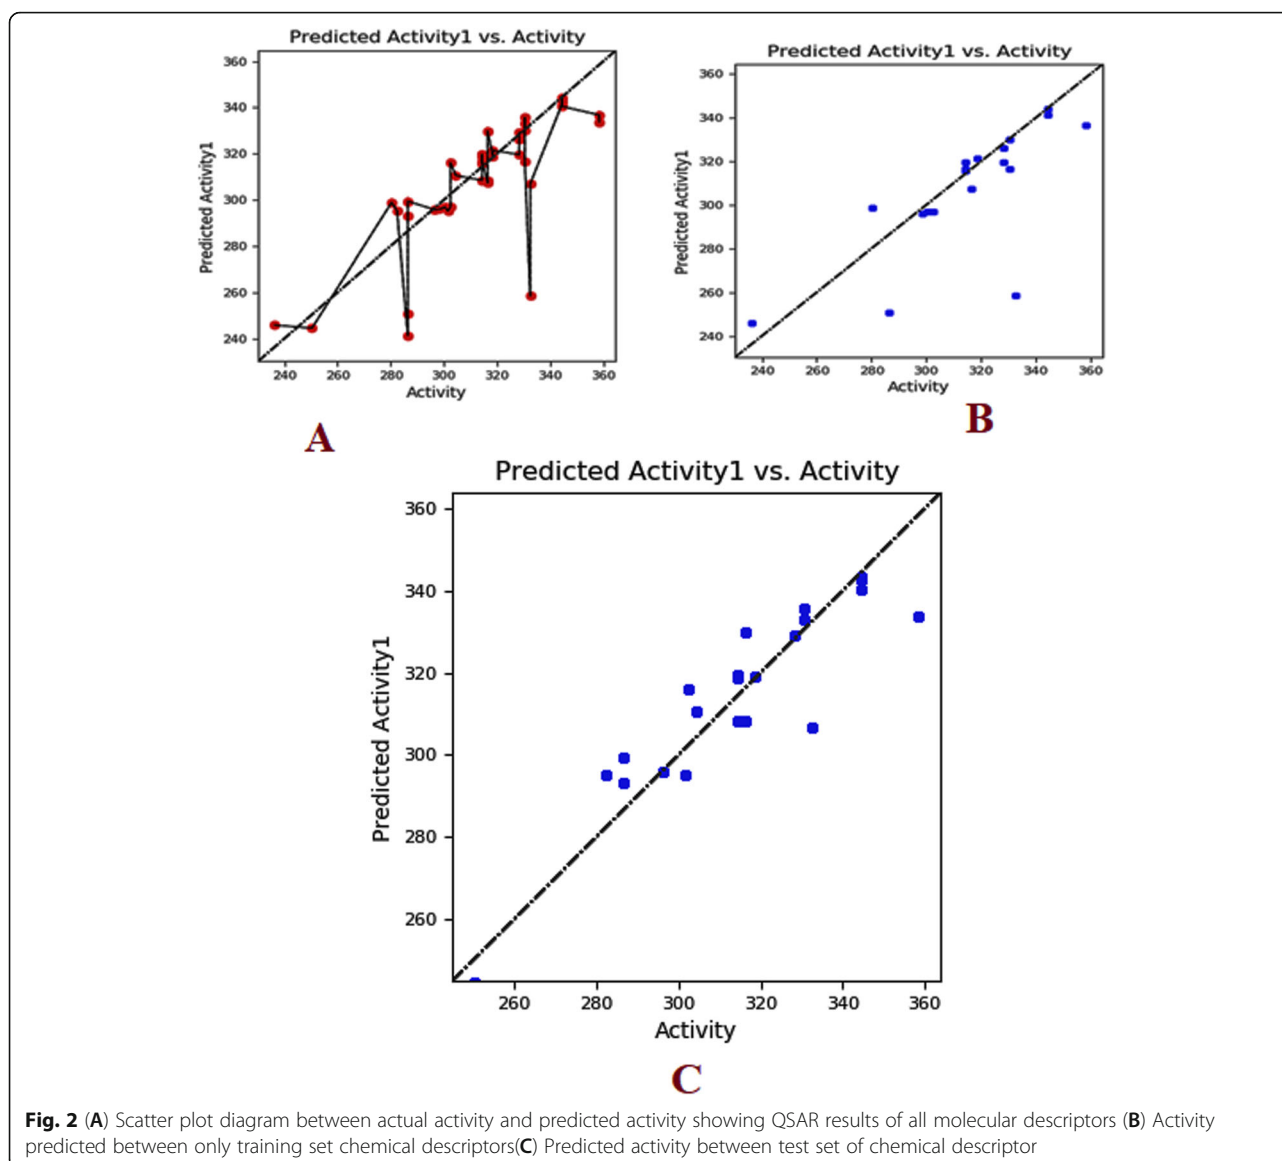 Predicted Activity1 vs. Activity
Predicted Activity1
360
340
320
300
280
260
240
240 260 280 300 320 340 360
Activity
A
Predicted Activity1 vs. Activity
Predicted Activity1
360
340
320
300
280
260
240
240 260 280 300 320 340 360
Activity
B
Predicted Activity1 vs. Activity
Predicted Activity1
360
340
320
300
280
260
260 280 300 320 340 360
Activity
C
Fig. 2 (A) Scatter plot diagram between actual activity and predicted activity showing QSAR results of all molecular descriptors (B) Activity
predicted between only training set chemical descriptors(C) Predicted activity between test set of chemical descriptor